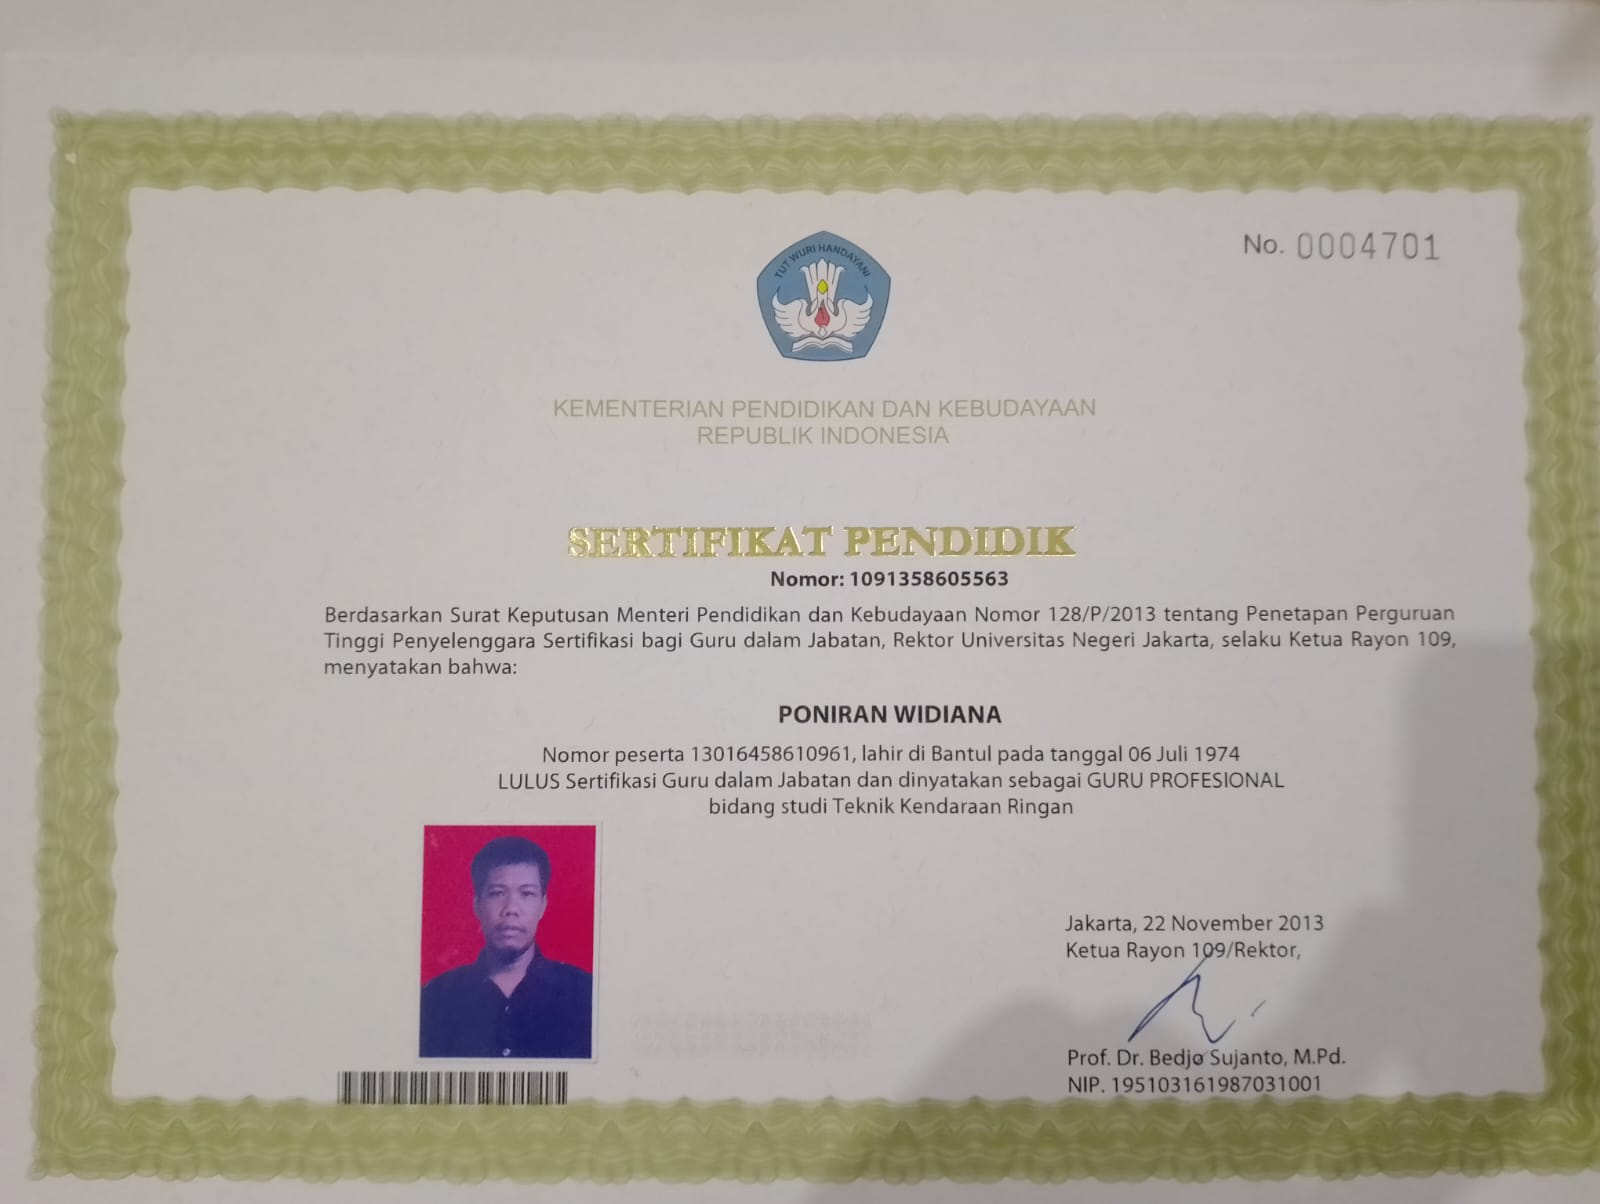 No. 0004701
TUT WURI HANDAYANI
KEMENTERIAN PENDIDIKAN DAN KEBUDAYAAN
REPUBLIK INDONESIA
SERTIFIKAT PENDIDIK
Nomor: 1091358605563
Berdasarkan Surat Keputusan Menteri Pendidikan dan Kebudayaan Nomor 128/P/2013 tentang Penetapan Perguruan
Tinggi Penyelenggara Sertifikasi bagi Guru dalam Jabatan, Rektor Universitas Negeri Jakarta, selaku Ketua Rayon 109,
menyatakan bahwa:
PONIRAN WIDIANA
Nomor peserta 13016458610961, lahir di Bantul pada tanggal 06 Juli 1974
LULUS Sertifikasi Guru dalam Jabatan dan dinyatakan sebagai GURU PROFESIONAL
bidang studi Teknik Kendaraan Ringan
Jakarta, 22 November 2013
Ketua Rayon 109/Rektor,
Prof. Dr. Bedjo Sujanto, M.Pd.
NIP. 195103161987031001